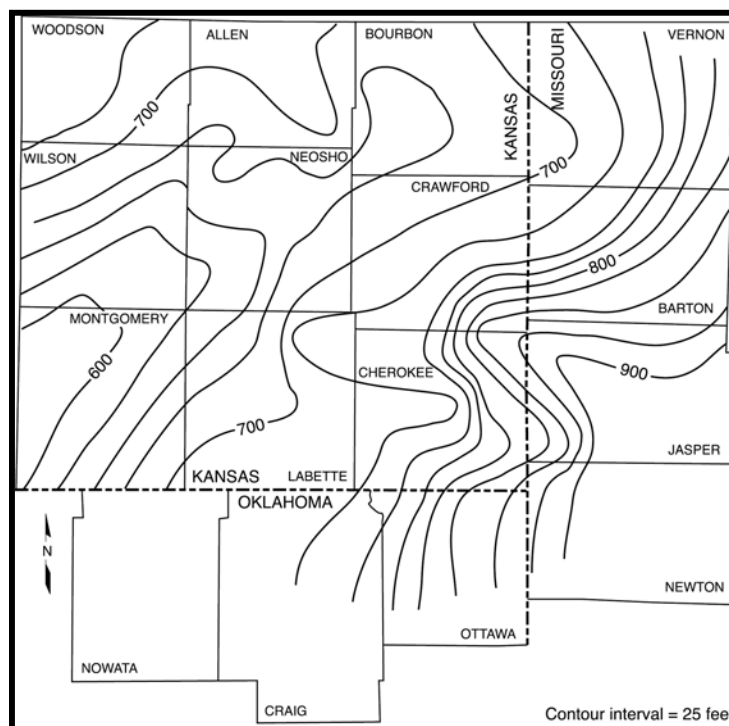 WOODSON
ALLEN
BOURBON
VERNON
KANSAS
MISSOURI
700
WILSON
NEOSHO
CRAWFORD
700
800
MONTGOMERY
BARTON
600
CHEROKEE
900
700
KANSAS
LABETTE
JASPER
OKLAHOMA
N
NEWTON
OTTAWA
NOWATA
CRAIG
Contour interval = 25 fee